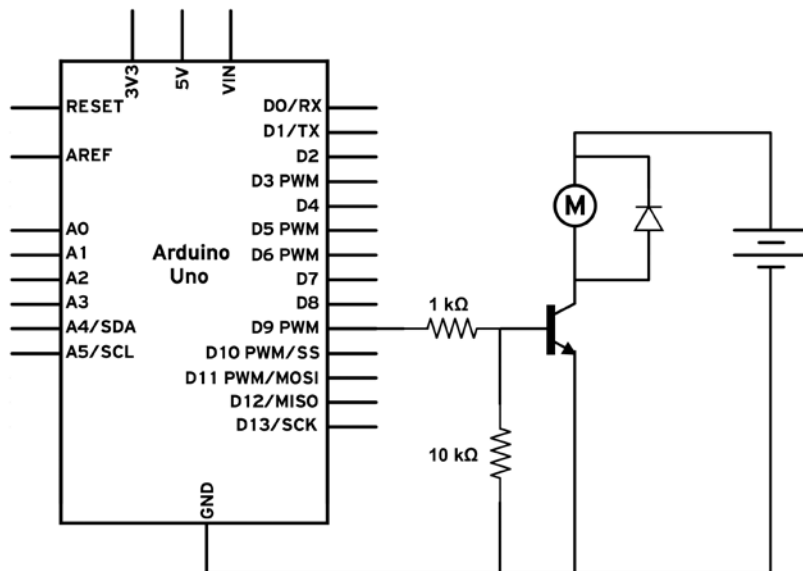 3V3
5V
VIN
RESET
AREF
A0
A1
A2
A3
A4/SDA
A5/SCL
Arduino
Uno
D0/RX
D1/TX
D2
D3 PWM
D4
D5 PWM
D6 PWM
D7
D8
D9 PWM
D10 PWM/SS
D11 PWM/MOSI
D12/MISO
D13/SCK
GND
1 kΩ
10 kΩ
M